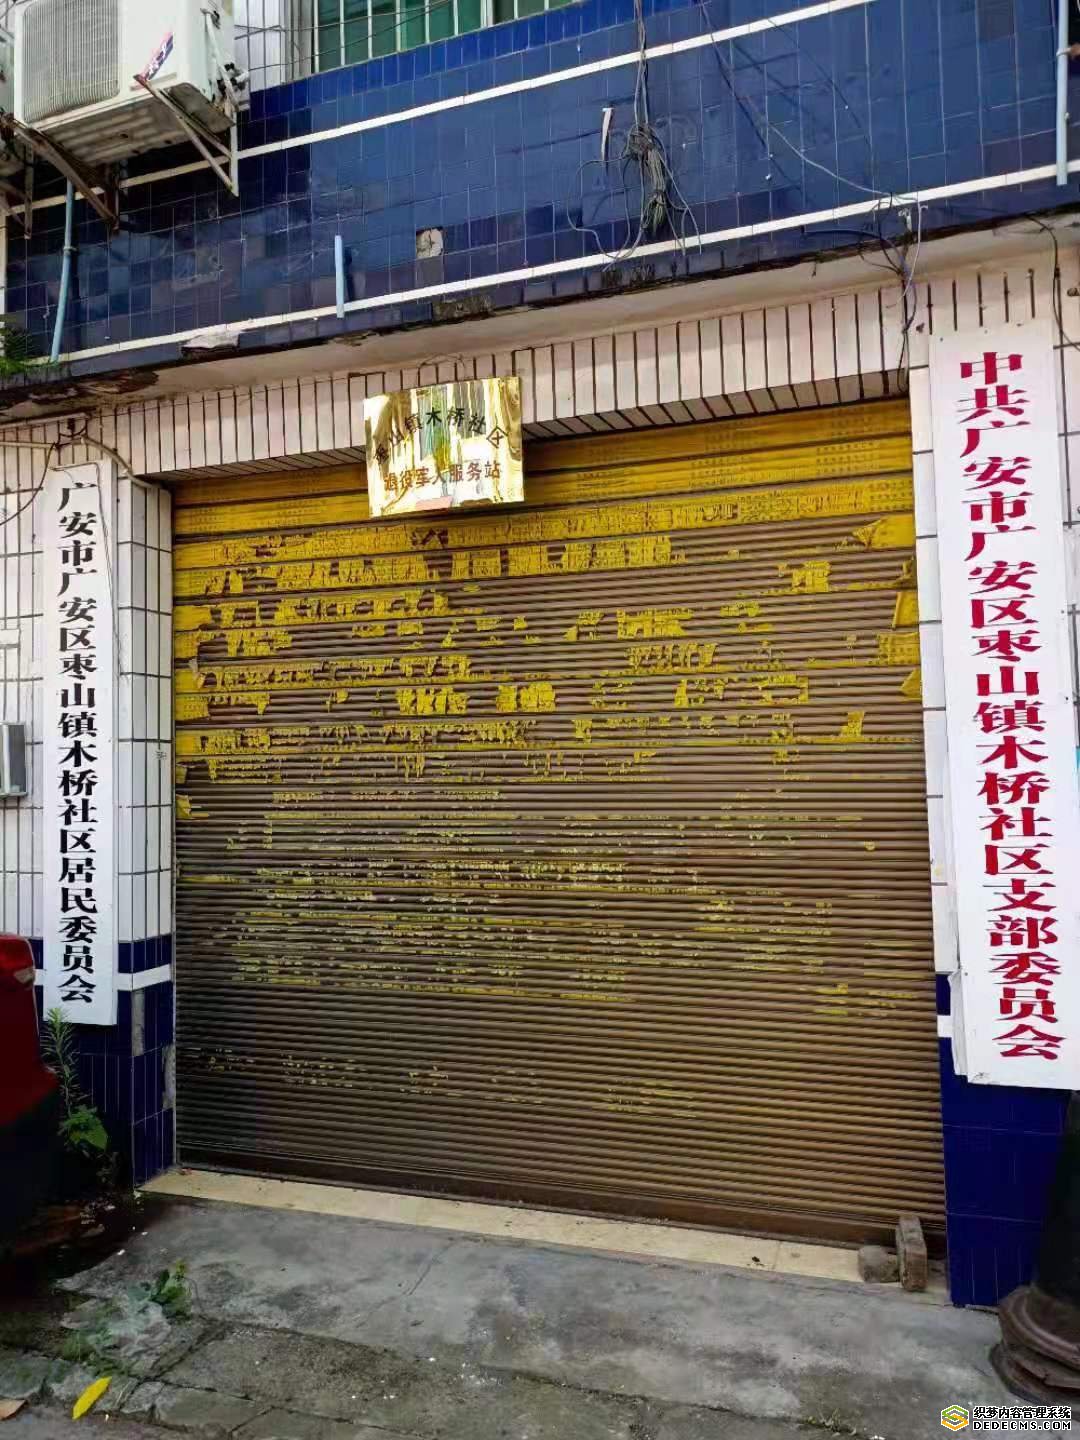 枣山镇木桥社区
退役军人服务站
广安市广安区枣山镇木桥社区居民委员会
中共广安市广安区枣山镇木桥社区支部委员会
织梦内容管理系统
DEDECMS.COM